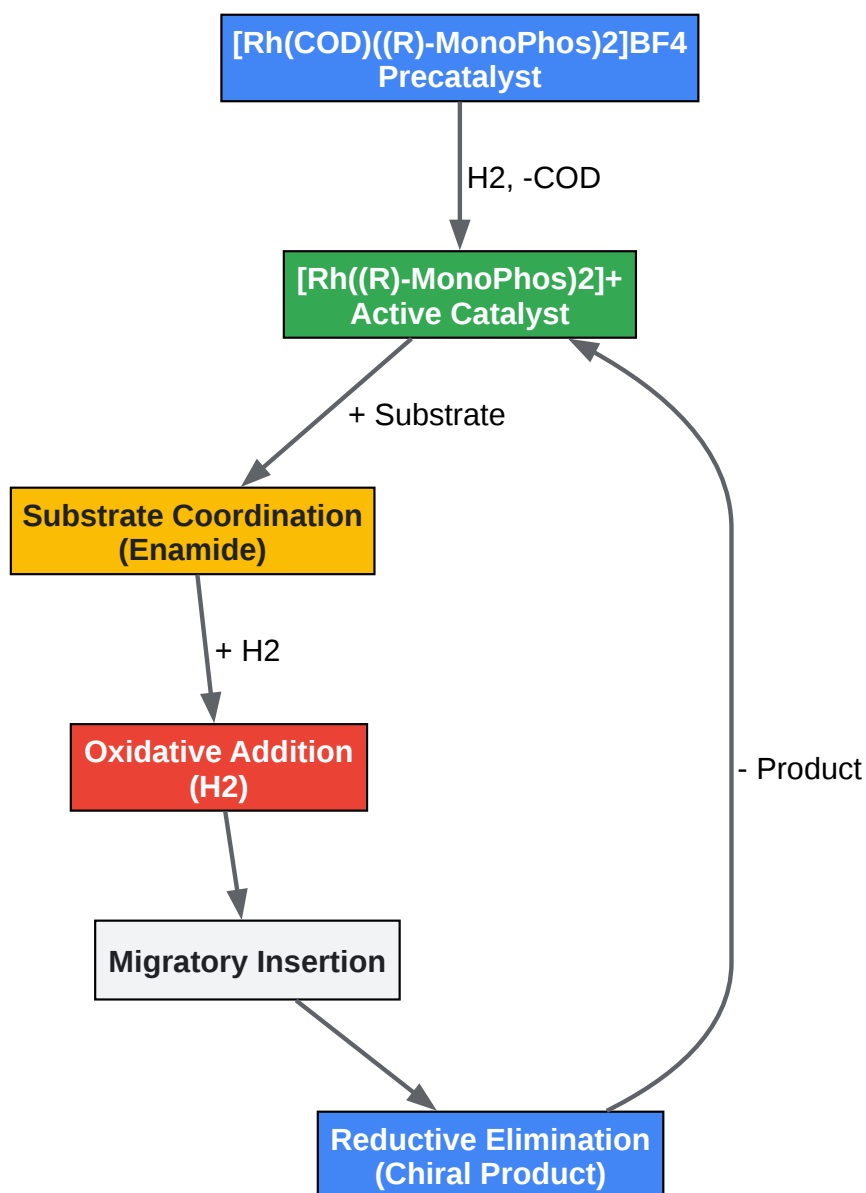 [Rh(COD)((R)-MonoPhos)2]BF4
Precatalyst
H2, -COD
[Rh((R)-MonoPhos)2]+
Active Catalyst
+ Substrate
Substrate Coordination
(Enamide)
+ H2
Oxidative Addition
(H2)
- Product
Migratory Insertion
Reductive Elimination
(Chiral Product)